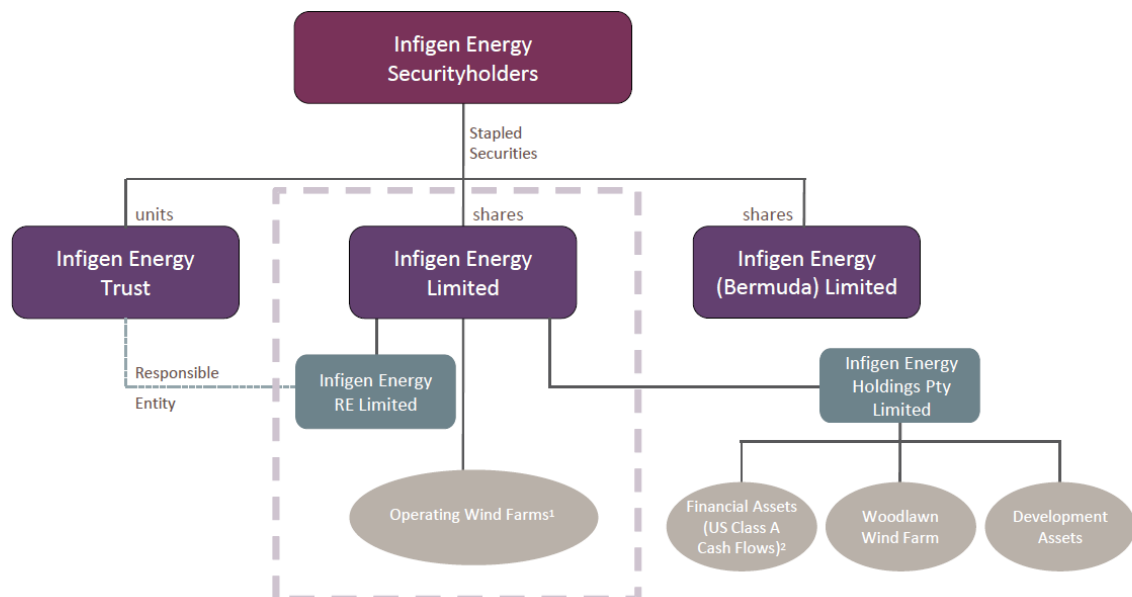 Infigen Energy
Securityholders
Stapled
Securities
units
shares
shares
Infigen Energy
Trust
Infigen Energy
Limited
Infigen Energy
(Bermuda) Limited
Responsible
Entity
Infigen Energy
RE Limited
Infigen Energy
Holdings Pty
Limited
Operating Wind Farms¹
Financial Assets
(US Class A
Cash Flows)²
Woodlawn
Wind Farm
Development
Assets